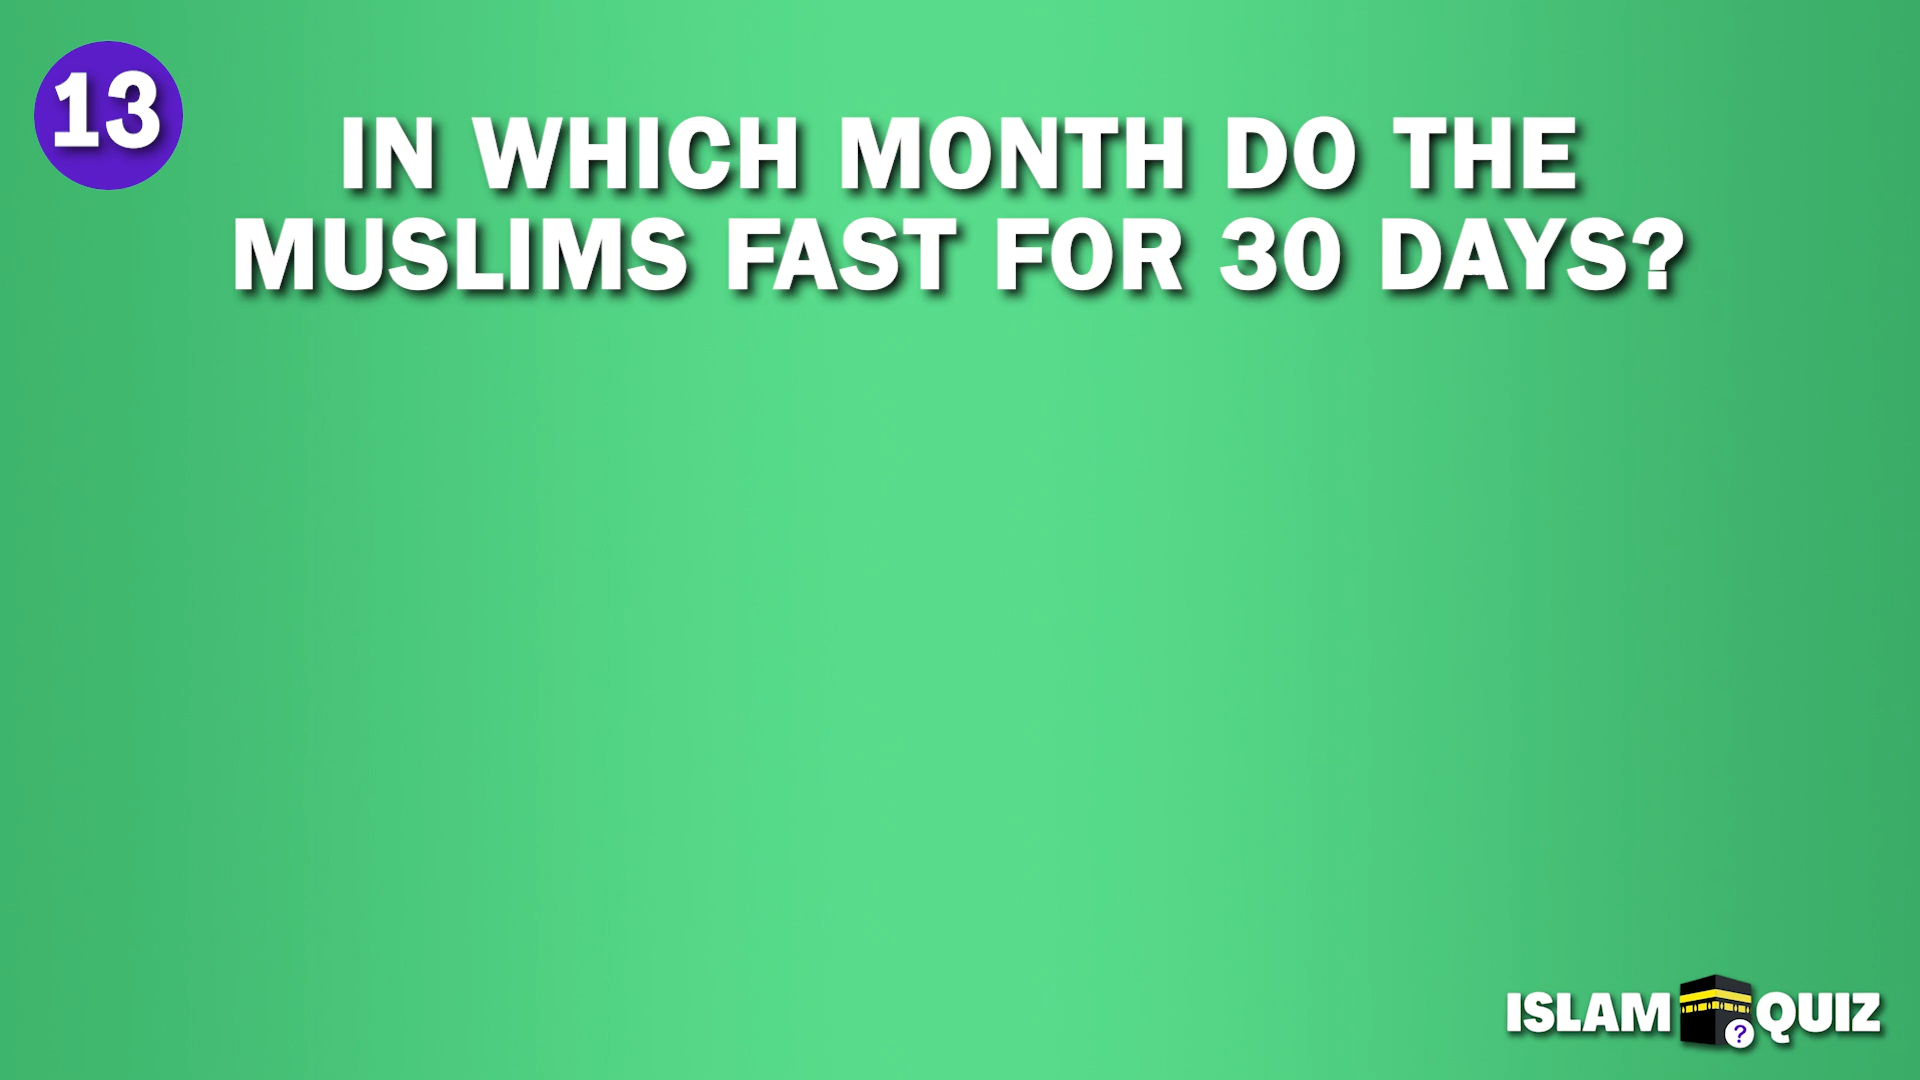 13
IN WHICH MONTH DO THE
MUSLIMS FAST FOR 30 DAYS?
ISLAM ? QUIZ